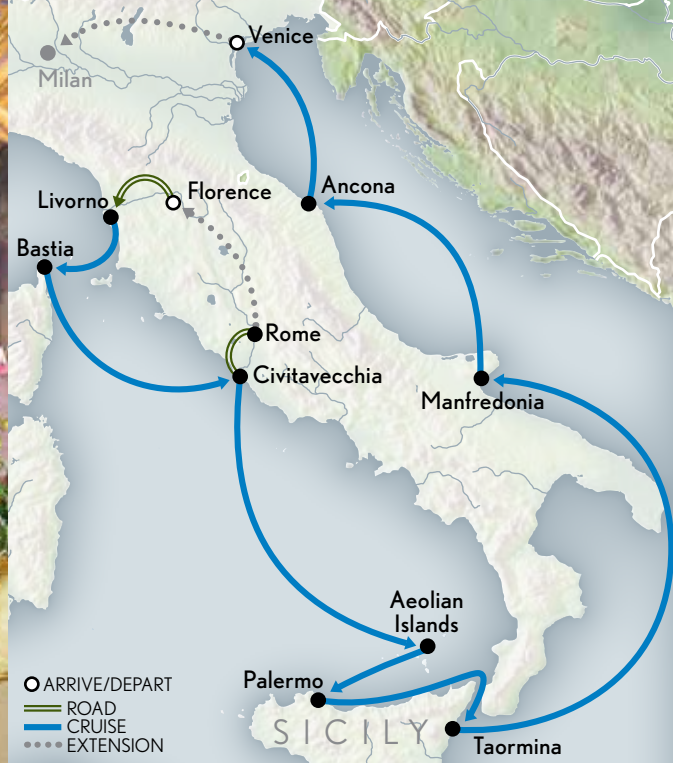 Venice
Milan
Florence
Livorno
Ancona
Bastia
Rome
Civitavecchia
Manfredonia
Aeolian
Islands
Palermo
SICILY
Taormina
ARRIVE/DEPART
ROAD
CRUISE
EXTENSION